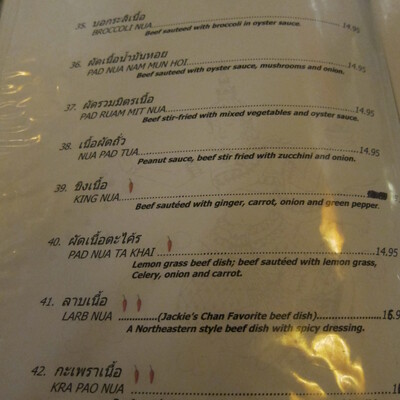 35. บอกระสิเนื้อ
BROCCOLI NUA 14.95
Beef sauteed with broccoli in oyster sauce.
36. ผัดเนื้อน้ำมันหอย
PAD NUA NAM MUN HOI 14.95
Beef sauteed with oyster sauce, mushrooms and onion.
37. ผัดรวมมิตรเนื้อ
PAD RUAM MIT NUA 14.95
Beef stir-fried with mixed vegetables and oyster sauce.
38. เนื้อผัดถั่ว
NUA PAD TUA 14.95
Peanut sauce, beef stir fried with zucchini and onion.
39. ขิงเนื้อ
KING NUA
Beef sautéed with ginger, carrot, onion and green pepper.
40. ผัดเนื้อตะไคร้
PAD NUA TA KHAI 14.95
Lemon grass beef dish; beef sautéed with lemon grass,
Celery, onion and carrot.
41. ลาบเนื้อ
LARB NUA (Jackie's Chan Favorite beef dish) 16.9
A Northeastern style beef dish with spicy dressing.
42. กะเพราเนื้อ
KRA PAO NUA